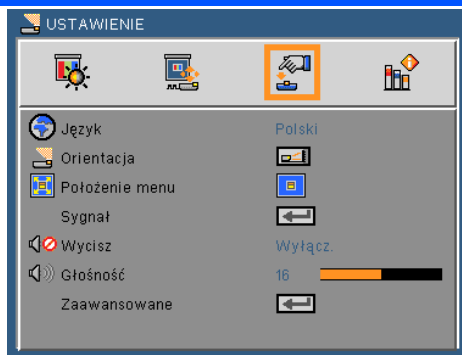 USTAWIENIE
Język Polski
Orientacja
Położenie menu
Sygnał
Wycisz Wyłącz.
Głośność 16
Zaawansowane